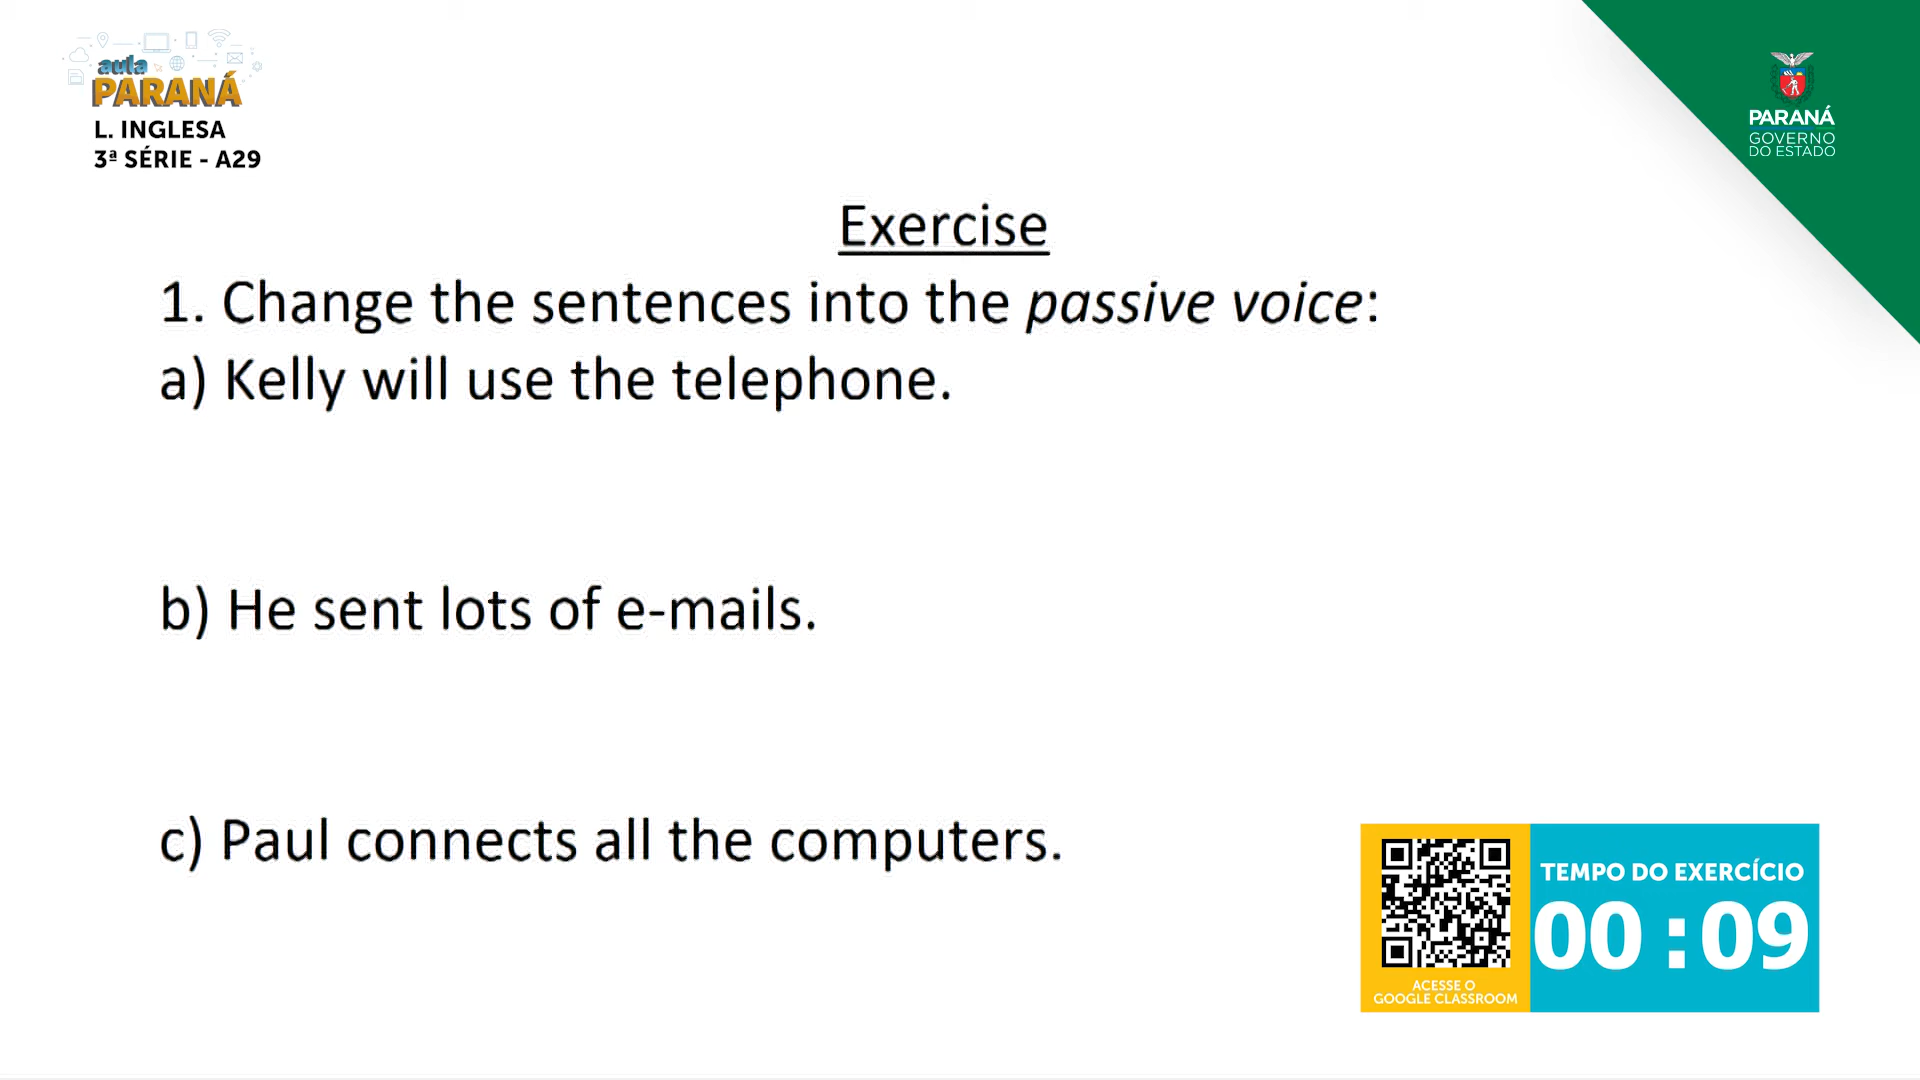 aula
PARANÁ
L. INGLESA
3ª SÉRIE - A29
PARANÁ
GOVERNO
DO ESTADO
Exercise
1. Change the sentences into the passive voice:
a) Kelly will use the telephone.
b) He sent lots of e-mails.
c) Paul connects all the computers.
TEMPO DO EXERCÍCIO
00 : 09
ACESSE O
GOOGLE CLASSROOM